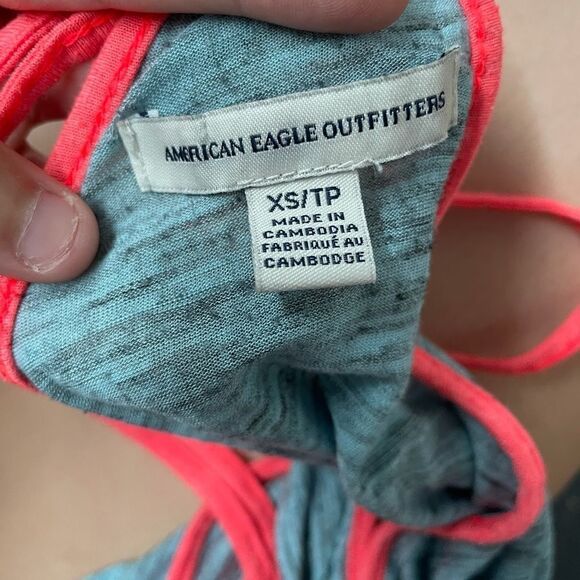 AMERICAN EAGLE OUTFITTERS
XS/TP
MADE IN
CAMBODIA
FABRIQUÉ AU
CAMBODGE